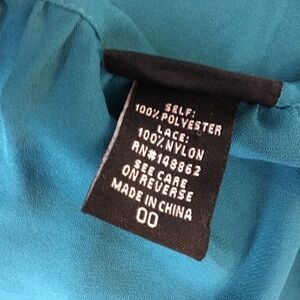 SELF:
100% POLYESTER
LACE:
100% NYLON
RN#148862
SEE CARE
ON REVERSE
MADE IN CHINA
00